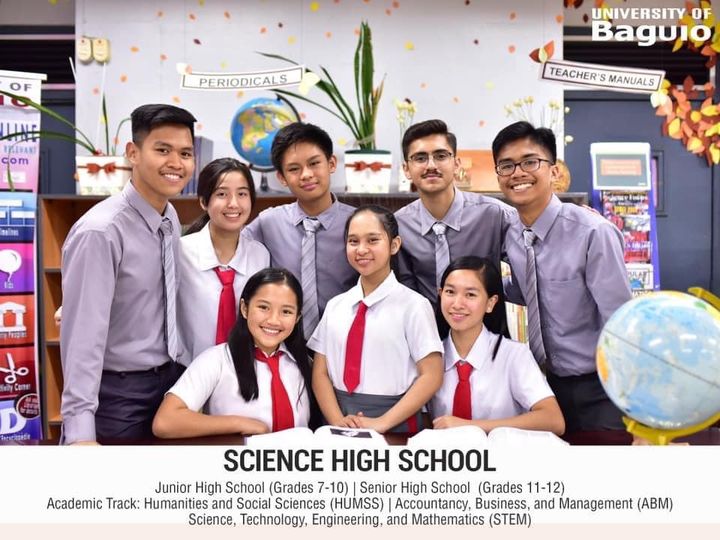 UNIVERSITY OF
Baguio
PERIODICALS
TEACHER'S MANUALS
Y OF
.com
SCIENCE HIGH SCHOOL
Junior High School (Grades 7-10) | Senior High School (Grades 11-12)
Academic Track: Humanities and Social Sciences (HUMSS) | Accountancy, Business, and Management (ABM)
Science, Technology, Engineering, and Mathematics (STEM)